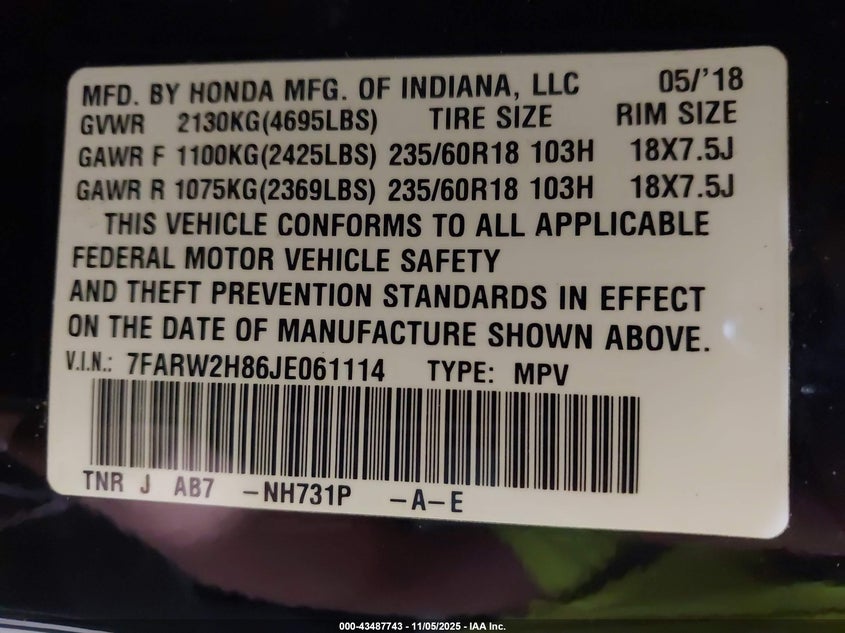 MFD. BY HONDA MFG. OF INDIANA, LLC 05/'18
GVWR 2130KG(4695LBS) TIRE SIZE RIM SIZE
GAWR F 1100KG(2425LBS) 235/60R18 103H 18X7.5J
GAWR R 1075KG(2369LBS) 235/60R18 103H 18X7.5J
THIS VEHICLE CONFORMS TO ALL APPLICABLE
FEDERAL MOTOR VEHICLE SAFETY
AND THEFT PREVENTION STANDARDS IN EFFECT
ON THE DATE OF MANUFACTURE SHOWN ABOVE.
V.I.N.: 7FARW2H86JE061114 TYPE: MPV
TNR J AB7 -NH731P -A-E
000-43487743 - 11/05/2025 - IAA Inc.